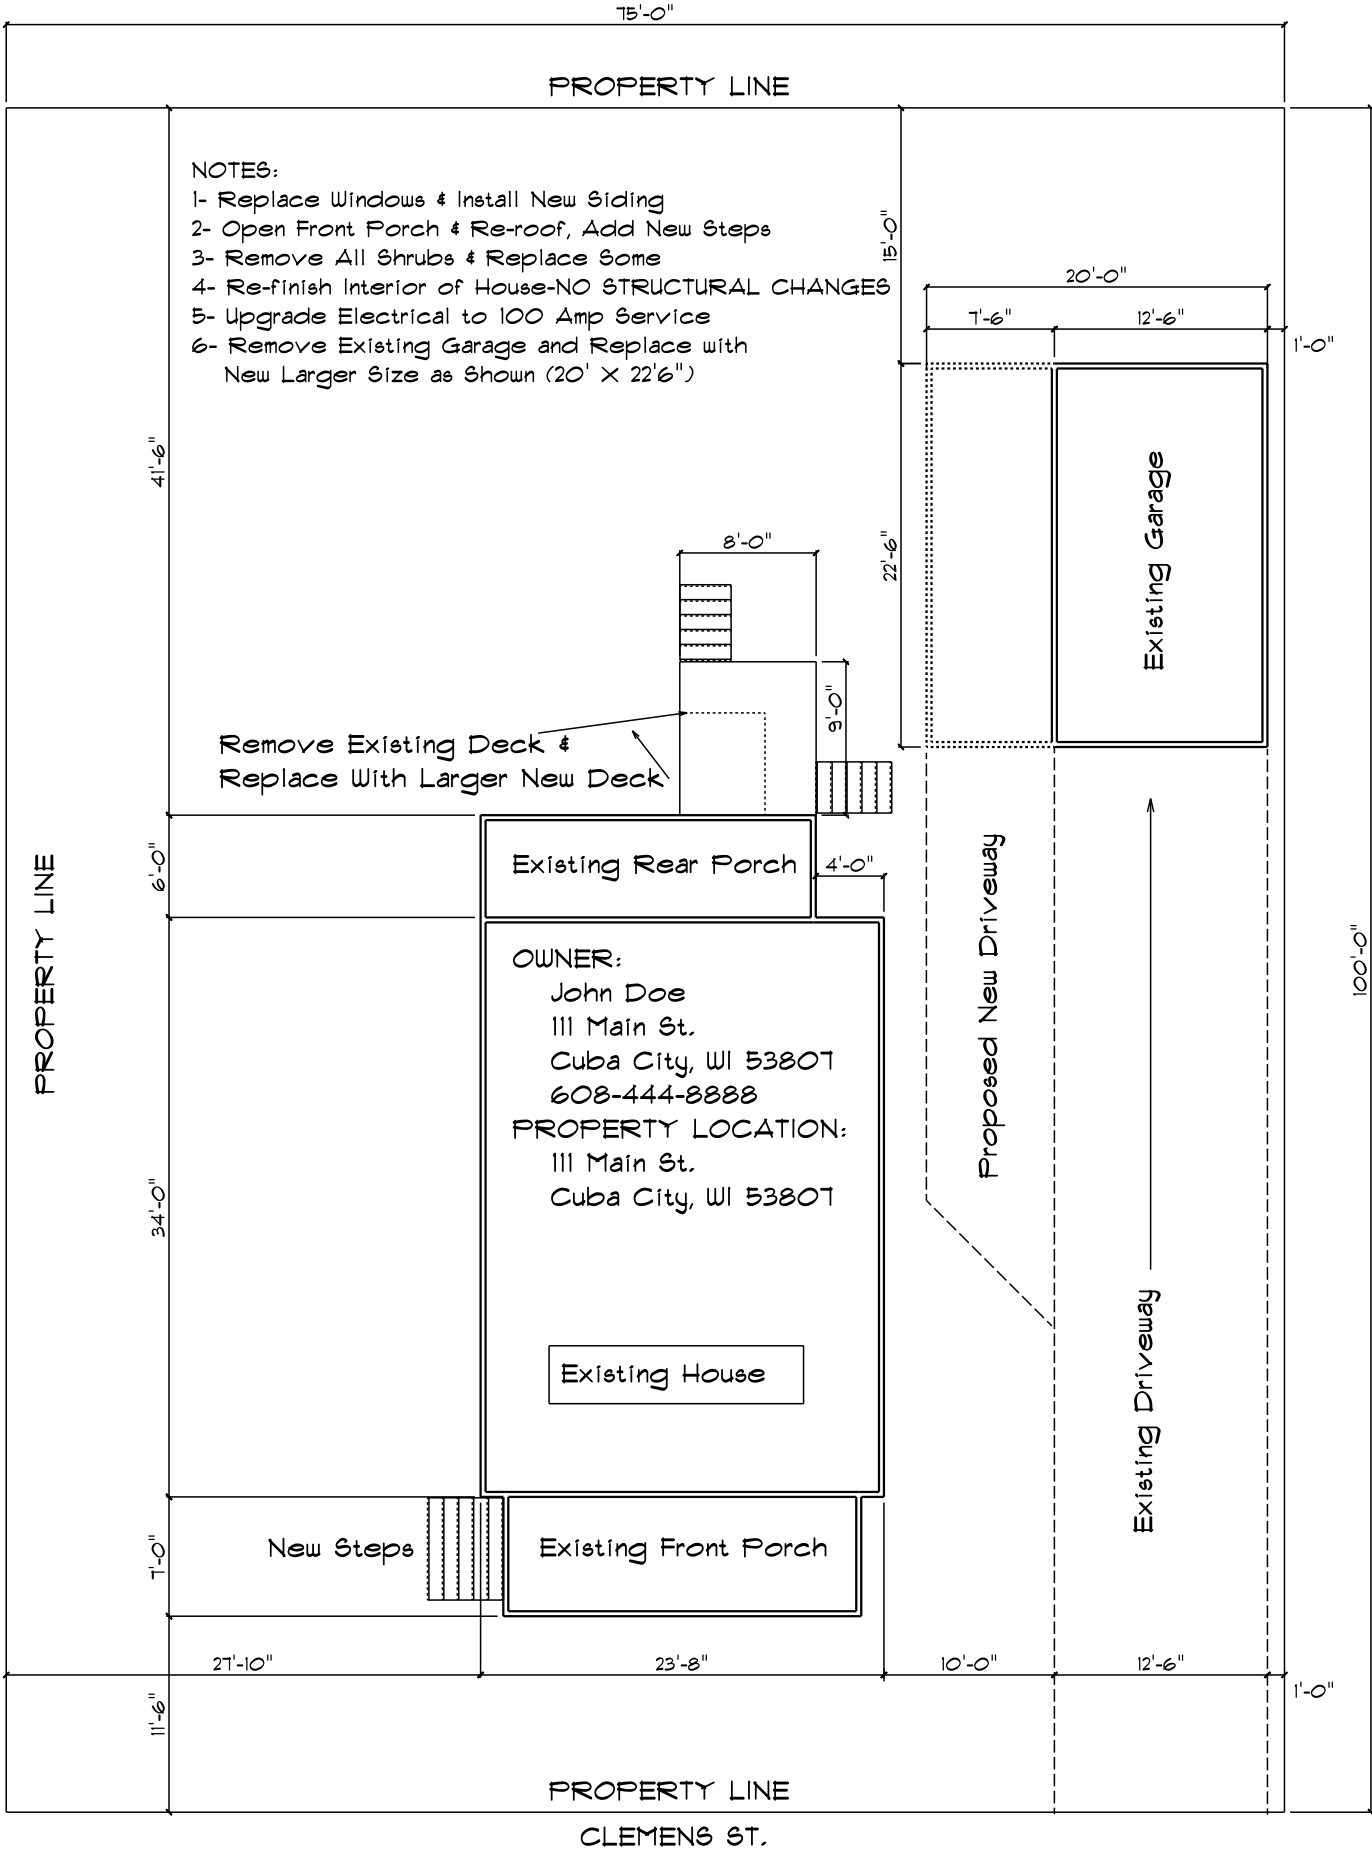 75'-0"
PROPERTY LINE
NOTES:
1- Replace Windows & Install New Siding
2- Open Front Porch & Re-roof, Add New Steps
3- Remove All Shrubs & Replace Some
4- Re-finish Interior of House-NO STRUCTURAL CHANGES
5- Upgrade Electrical to 100 Amp Service
6- Remove Existing Garage and Replace with
New Larger Size as Shown (20' X 22'6")
15'-0"
20'-0"
7'-6"
12'-6"
1'-0"
41'-6"
22'-6"
Existing Garage
8'-0"
9'-0"
Remove Existing Deck &
Replace With Larger New Deck
6'-0"
Existing Rear Porch
4'-0"
PROPERTY LINE
Proposed New Driveway
100'-0"
OWNER:
John Doe
111 Main St.
Cuba City, WI 53807
608-444-8888
PROPERTY LOCATION:
111 Main St.
Cuba City, WI 53807
34'-0"
Existing House
Existing Driveway
7'-0"
New Steps
Existing Front Porch
27'-10"
23'-8"
10'-0"
12'-6"
1'-0"
11'-6"
PROPERTY LINE
CLEMENS ST.